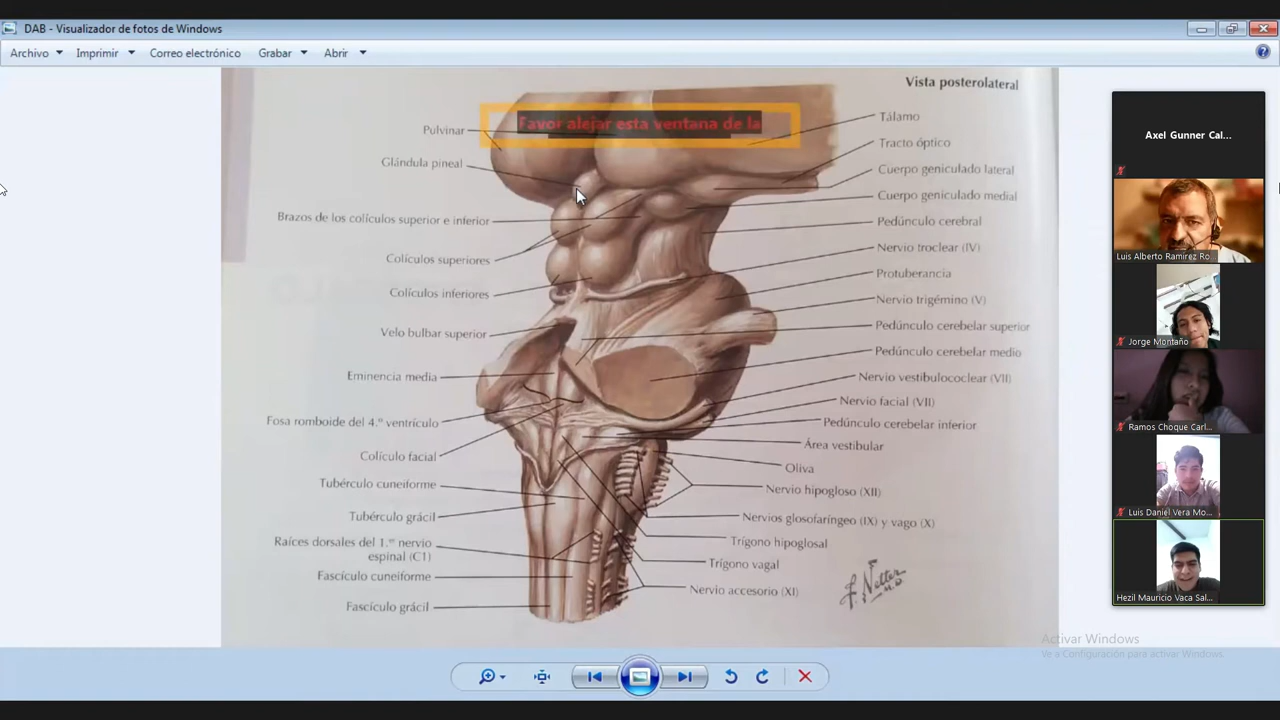 DAB - Visualizador de fotos de Windows
Archivo Imprimir Correo electrónico Grabar Abrir
Vista posterolateral
Favor alejar esta ventana de la
Pulvinar
Glándula pineal
Brazos de los colículos superior e inferior
Colículos superiores
Colículos inferiores
Velo bulbar superior
Eminencia media
Fosa romboide del 4.º ventrículo
Colículo facial
Tubérculo cuneiforme
Tubérculo grácil
Raíces dorsales del 1.er nervio
espinal (C1)
Fascículo cuneiforme
Fascículo grácil
Tálamo
Tracto óptico
Cuerpo geniculado lateral
Cuerpo geniculado medial
Pedúnculo cerebral
Nervio troclear (IV)
Protuberancia
Nervio trigémino (V)
Pedúnculo cerebelar superior
Pedúnculo cerebelar medio
Nervio vestibulococlear (VII)
Nervio facial (VII)
Pedúnculo cerebelar inferior
Área vestibular
Oliva
Nervio hipogloso (XII)
Nervios glosofaríngeo (IX) y vago (X)
Trígono hipoglosal
Trígono vagal
Nervio accesorio (XI)
F. Netter
M.D.
Axel Gunner Cal...
Luis Alberto Ramirez Ro...
Jorge Montaño
Ramos Choque Carl...
Luis Daniel Vera Mo...
Hezil Mauricio Vaca Sal...
Activar Windows
Ve a Configuración para activar Windows.